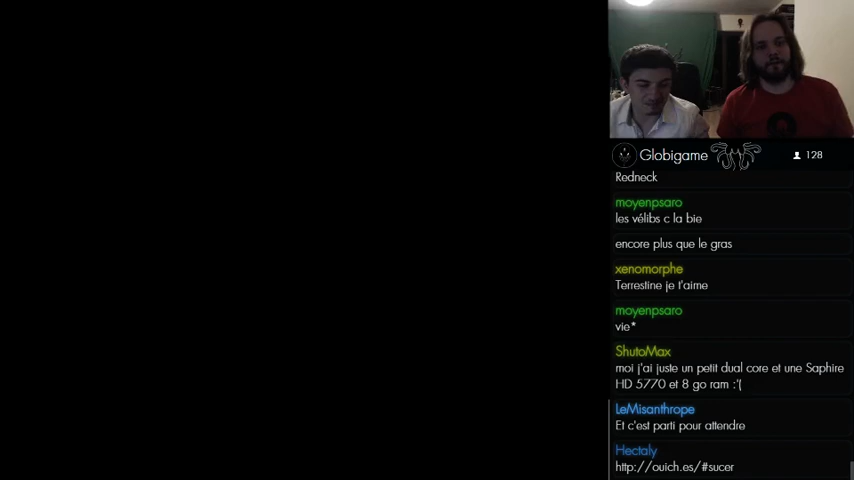 Globigame
128
Redneck
moyenpsaro
les vélibs c la bie
encore plus que le gras
xenomorphe
Terrestine je t'aime
moyenpsaro
vie*
ShutoMax
moi j'ai juste un petit dual core et une Saphire
HD 5770 et 8 go ram :'(
LeMisanthrope
Et c'est parti pour attendre
Hectaly
http://ouich.es/#sucer